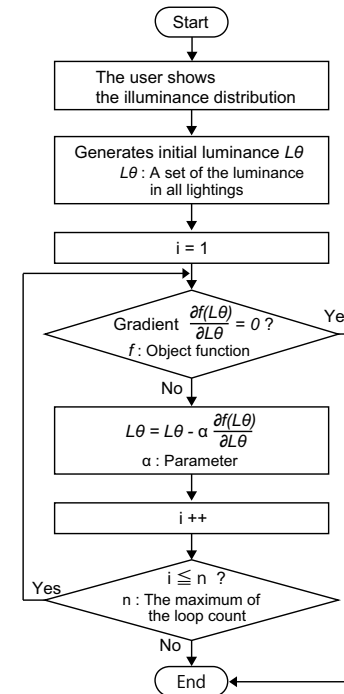 Start
The user shows
the illuminance distribution
Generates initial luminance Lθ
Lθ : A set of the luminance
in all lightings
i = 1
Gradient ∂f(Lθ)/∂Lθ = 0 ?
f : Object function
Yes
No
Lθ = Lθ - α ∂f(Lθ)/∂Lθ
α : Parameter
i ++
i ≦ n ?
n : The maximum of
the loop count
Yes
No
End